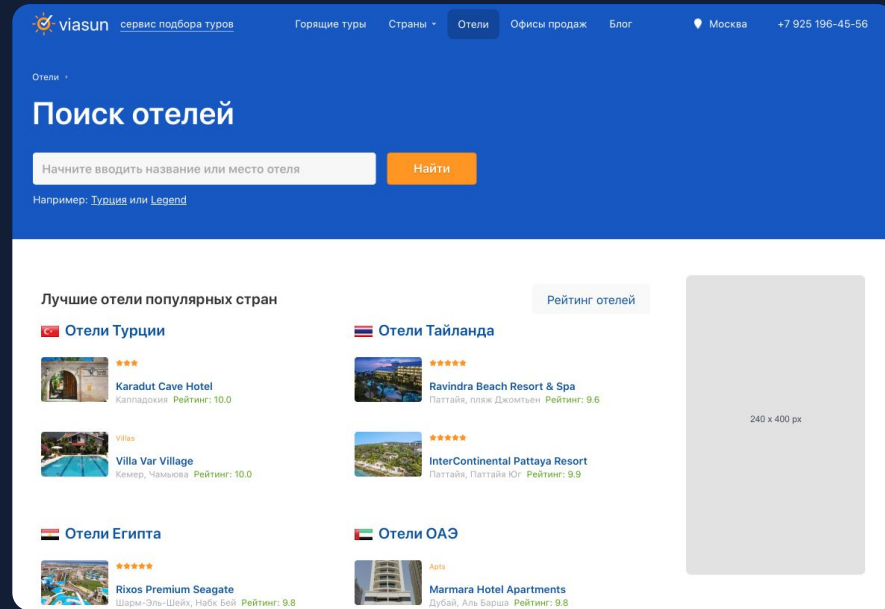 viasun сервис подбора туров Горящие туры Страны Отели Офисы продаж Блог Москва +7 925 196-45-56
Отели
Поиск отелей
Начните вводить название или место отеля Найти
Например: Турция или Legend
Лучшие отели популярных стран Рейтинг отелей
Отели Турции
Karadut Cave Hotel
Каппадокия Рейтинг: 10.0
Villas
Villa Var Village
Кемер, Чамьюва Рейтинг: 10.0
Отели Тайланда
Ravindra Beach Resort & Spa
Паттайя, пляж Джомтьен Рейтинг: 9.6
InterContinental Pattaya Resort
Паттайя, Паттайя Юг Рейтинг: 9.9
240 x 400 px
Отели Египта
Rixos Premium Seagate
Шарм-Эль-Шейх, Набк Бей Рейтинг: 9.8
Отели ОАЭ
Apts
Marmara Hotel Apartments
Дубай, Аль Барша Рейтинг: 9.8